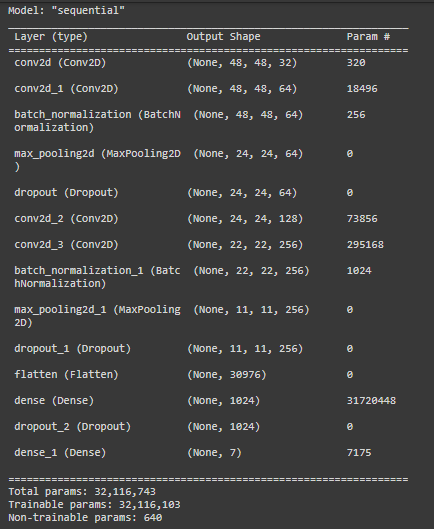 Model: "sequential"
_________________________________________________________________
Layer (type) Output Shape Param #
=================================================================
conv2d (Conv2D) (None, 48, 48, 32) 320
conv2d_1 (Conv2D) (None, 48, 48, 64) 18496
batch_normalization (BatchN (None, 48, 48, 64) 256
ormalization)
max_pooling2d (MaxPooling2D (None, 24, 24, 64) 0
)
dropout (Dropout) (None, 24, 24, 64) 0
conv2d_2 (Conv2D) (None, 24, 24, 128) 73856
conv2d_3 (Conv2D) (None, 22, 22, 256) 295168
batch_normalization_1 (Batc (None, 22, 22, 256) 1024
hNormalization)
max_pooling2d_1 (MaxPooling (None, 11, 11, 256) 0
2D)
dropout_1 (Dropout) (None, 11, 11, 256) 0
flatten (Flatten) (None, 30976) 0
dense (Dense) (None, 1024) 31720448
dropout_2 (Dropout) (None, 1024) 0
dense_1 (Dense) (None, 7) 7175
=================================================================
Total params: 32,116,743
Trainable params: 32,116,103
Non-trainable params: 640